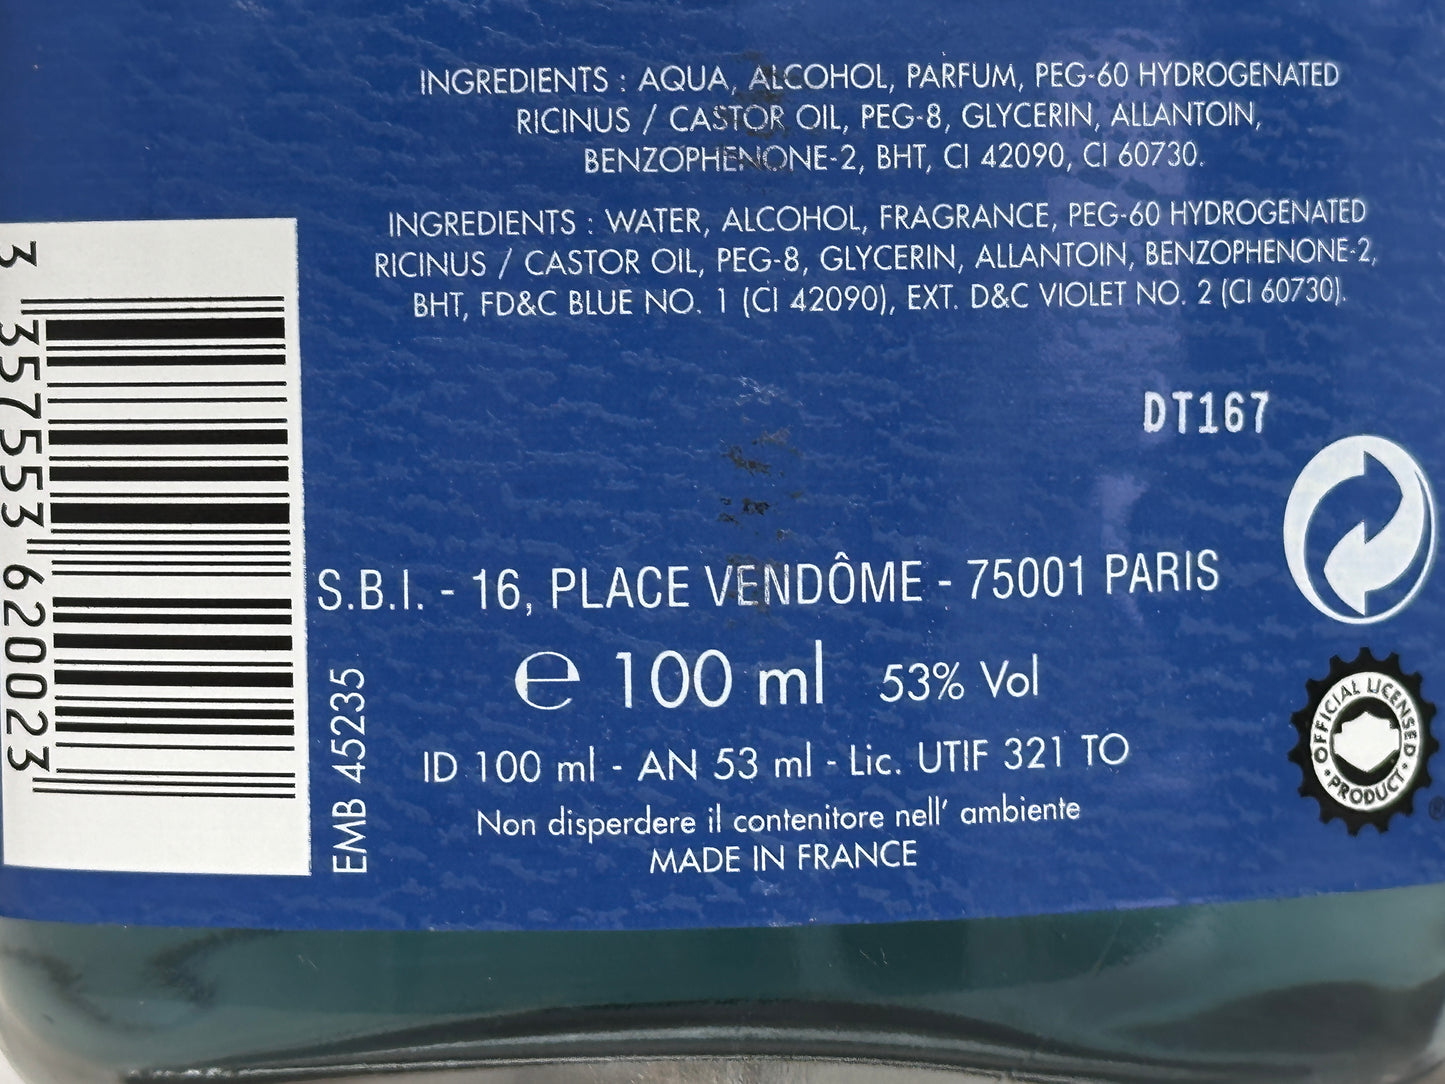 INGREDIENTS : AQUA, ALCOHOL, PARFUM, PEG-60 HYDROGENATED
RICINUS / CASTOR OIL, PEG-8, GLYCERIN, ALLANTOIN,
BENZOPHENONE-2, BHT, CI 42090, CI 60730.
INGREDIENTS : WATER, ALCOHOL, FRAGRANCE, PEG-60 HYDROGENATED
RICINUS / CASTOR OIL, PEG-8, GLYCERIN, ALLANTOIN, BENZOPHENONE-2,
BHT, FD&C BLUE NO. 1 (CI 42090), EXT. D&C VIOLET NO. 2 (CI 60730).
3 357553 620023
DT167
S.B.I. - 16, PLACE VENDÔME - 75001 PARIS
e 100 ml 53% Vol
EMB 45235
ID 100 ml - AN 53 ml - Lic. UTIF 321 TO
Non disperdere il contenitore nell' ambiente
MADE IN FRANCE
OFFICIAL LICENSED
• PRODUCT •
®